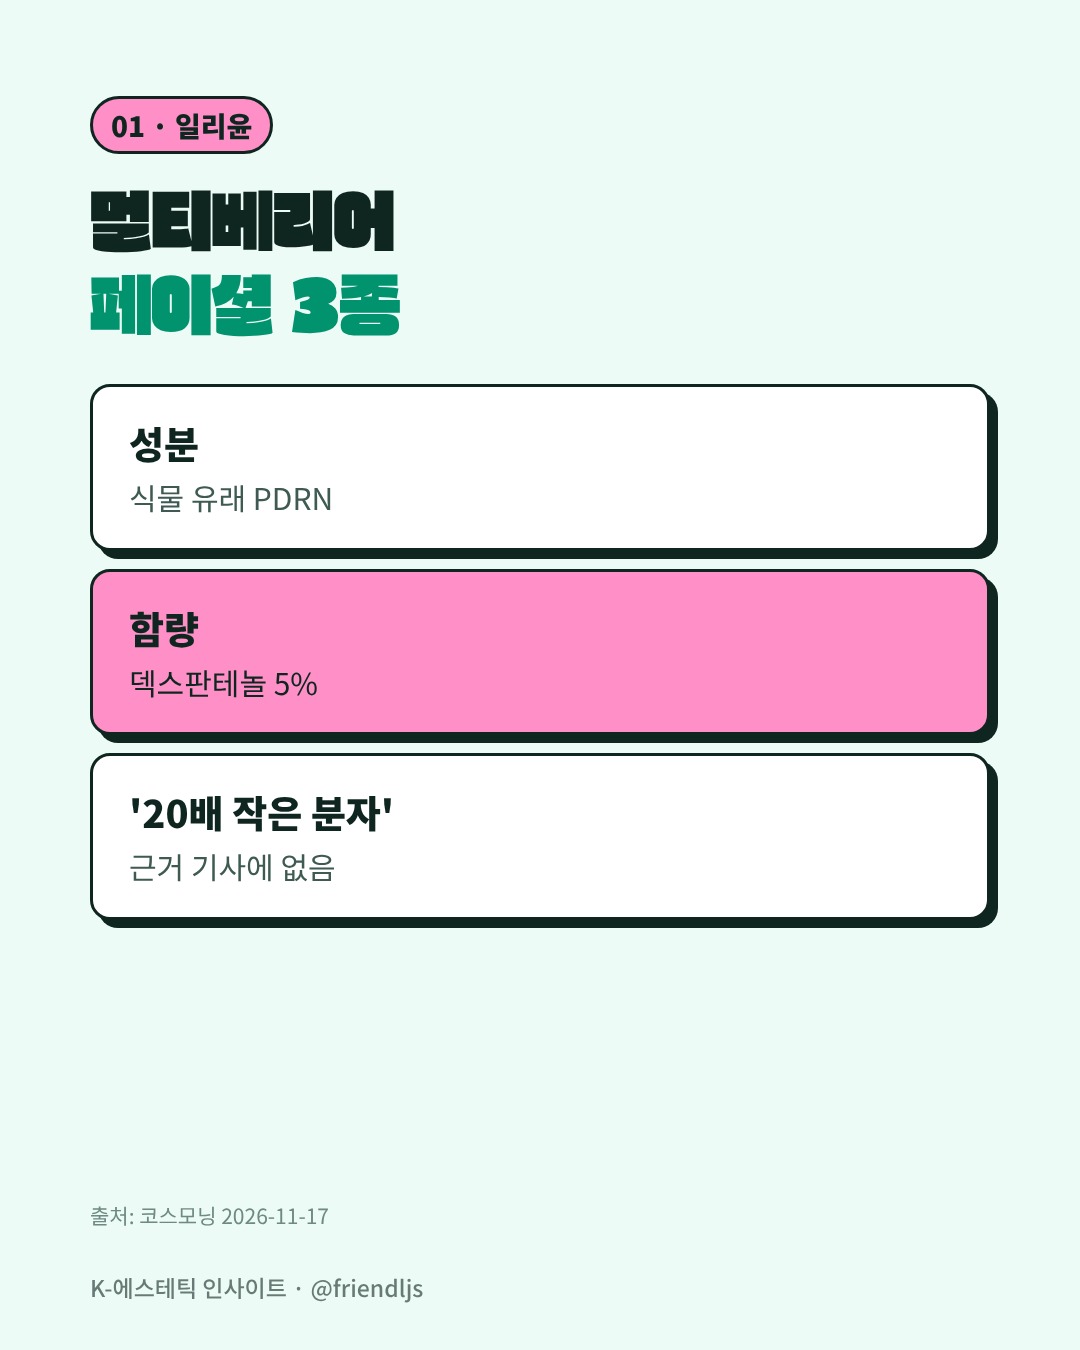 01 · 일리윤
멀티베리어
페이셜 3종
성분
식물 유래 PDRN
함량
덱스판테놀 5%
'20배 작은 분자'
근거 기사에 없음
출처: 코스모닝 2026-11-17
K-에스테틱 인사이트 · @friendljs